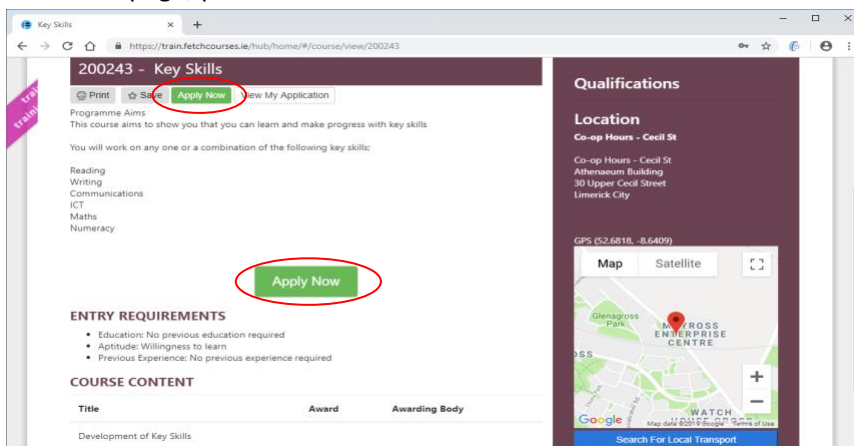 Key Skills
https://train.fetchcourses.ie/hub/home/#/course/view/200243
200243 - Key Skills
Print
Save
Apply Now
View My Application
Programme Aims
This course aims to show you that you can learn and make progress with key skills
You will work on any one or a combination of the following key skills:
Reading
Writing
Communications
ICT
Maths
Numeracy
Apply Now
ENTRY REQUIREMENTS
Education: No previous education required
Aptitude: Willingness to learn
Previous Experience: No previous experience required
COURSE CONTENT
Title Award Awarding Body
Development of Key Skills
Qualifications
Location
Co-op Hours - Cecil St
Co-op Hours - Cecil St
Athenaeum Building
30 Upper Cecil Street
Limerick City
GPS (52.6818, -8.6409)
Map Satellite
Glenagross
Park
ENTERPRISE
CENTRE
WATCH
Google
Map data ©2019 Google
Terms of Use
Search For Local Transport